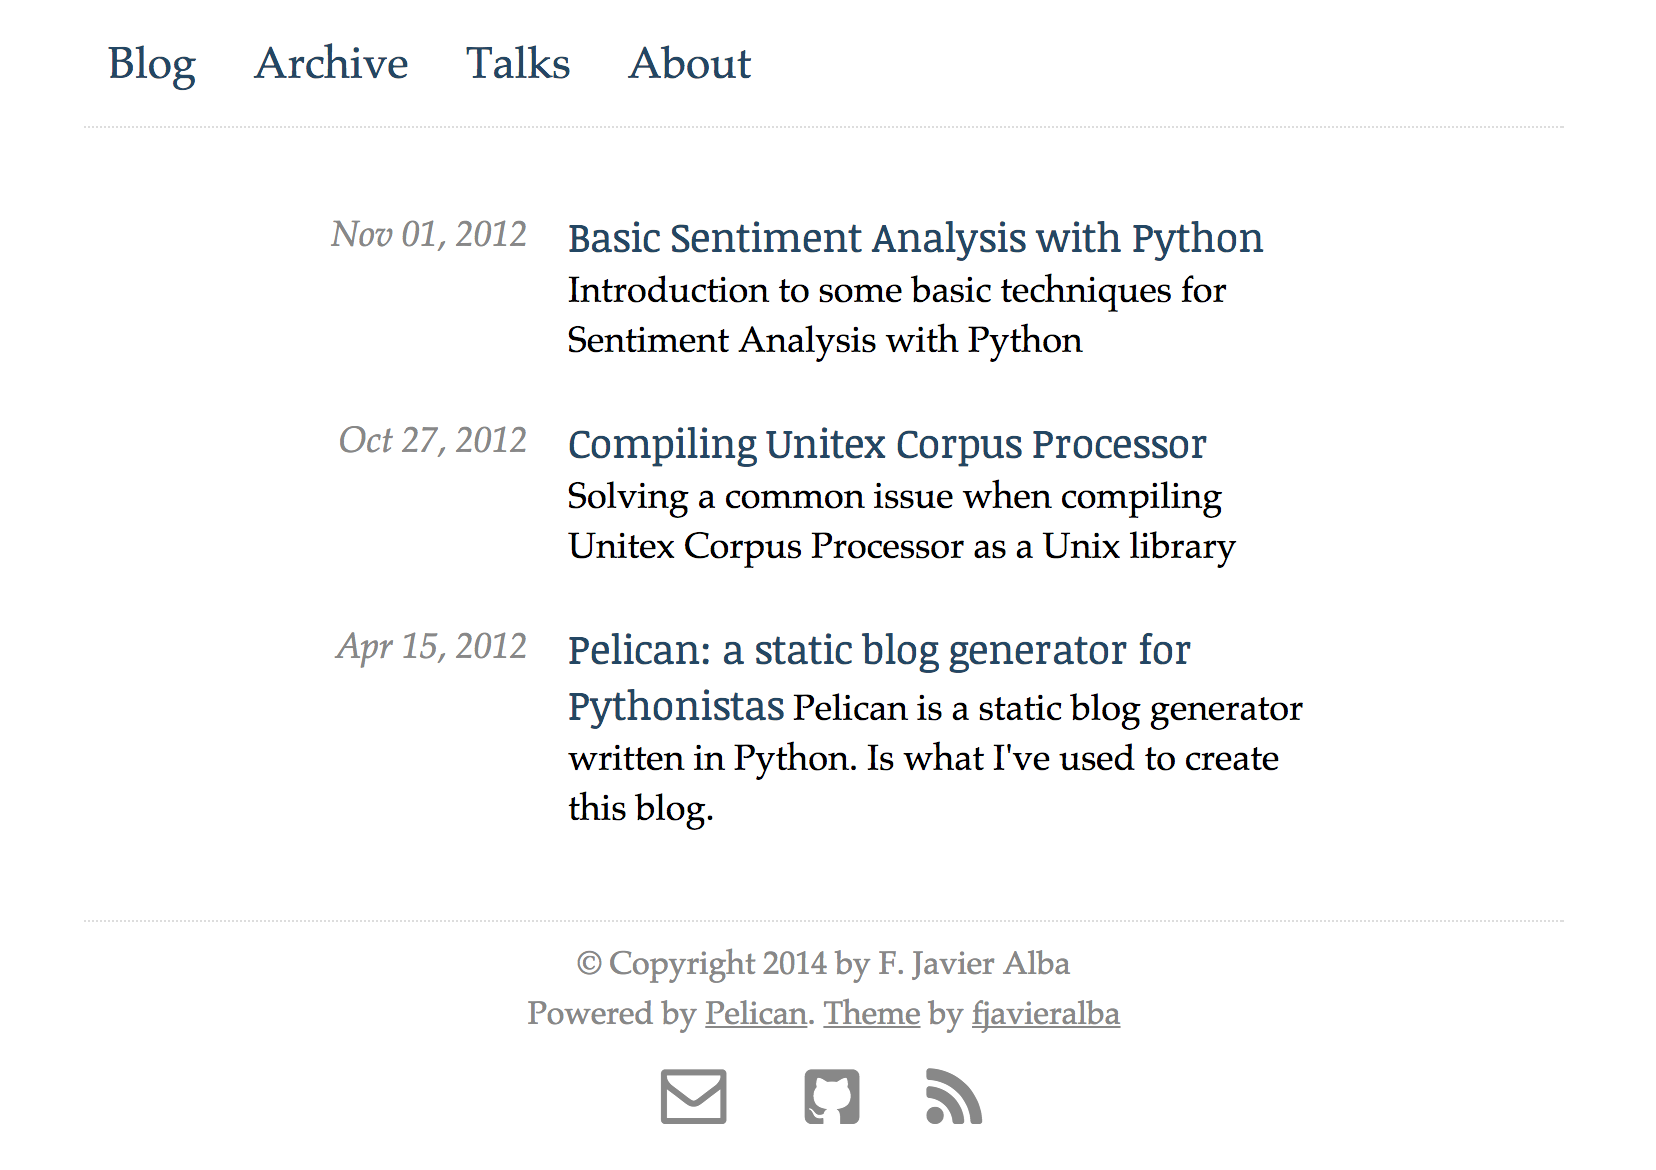 Blog Archive Talks About
Nov 01, 2012 Basic Sentiment Analysis with Python
Introduction to some basic techniques for
Sentiment Analysis with Python
Oct 27, 2012 Compiling Unitex Corpus Processor
Solving a common issue when compiling
Unitex Corpus Processor as a Unix library
Apr 15, 2012 Pelican: a static blog generator for
Pythonistas Pelican is a static blog generator
written in Python. Is what I've used to create
this blog.
© Copyright 2014 by F. Javier Alba
Powered by Pelican. Theme by fjavieralba